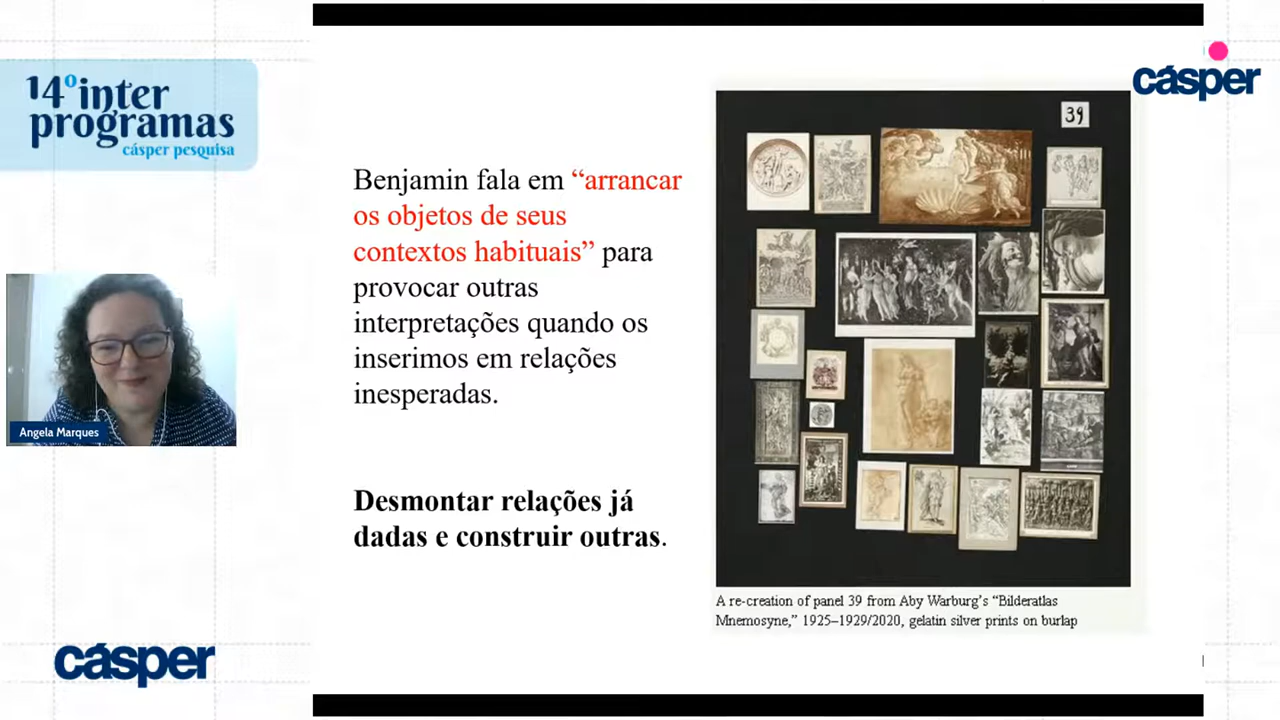 14º inter
programas
cásper pesquisa
cásper
Benjamin fala em “arrancar
os objetos de seus
contextos habituais” para
provocar outras
interpretações quando os
inserimos em relações
inesperadas.
Desmontar relações já
dadas e construir outras.
39
A re-creation of panel 39 from Aby Warburg’s “Bilderatlas
Mnemosyne,” 1925–1929/2020, gelatin silver prints on burlap
Angela Marques
cásper